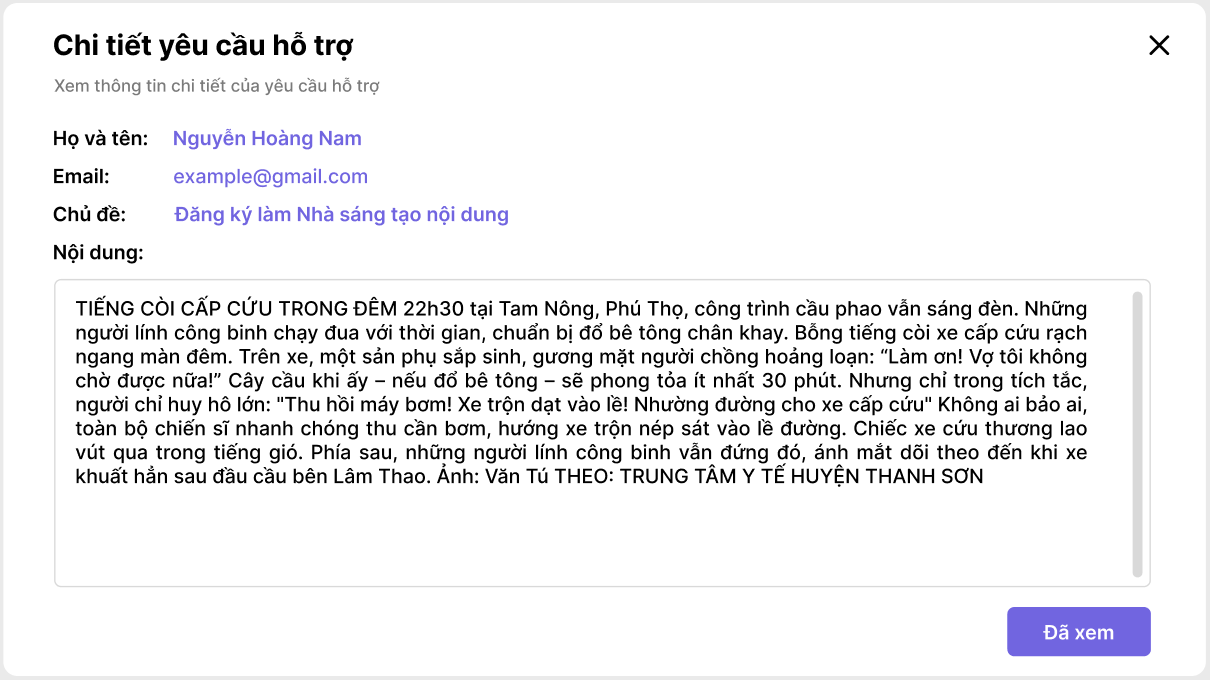 Chi tiết yêu cầu hỗ trợ
Xem thông tin chi tiết của yêu cầu hỗ trợ
Họ và tên: Nguyễn Hoàng Nam
Email: example@gmail.com
Chủ đề: Đăng ký làm Nhà sáng tạo nội dung
Nội dung:
TIẾNG CÒI CẤP CỨU TRONG ĐÊM 22h30 tại Tam Nông, Phú Thọ, công trình cầu phao vẫn sáng đèn. Những
người lính công binh chạy đua với thời gian, chuẩn bị đổ bê tông chân khay. Bỗng tiếng còi xe cấp cứu rạch
ngang màn đêm. Trên xe, một sản phụ sắp sinh, gương mặt người chồng hoảng loạn: “Làm ơn! Vợ tôi không
chờ được nữa!” Cây cầu khi ấy – nếu đổ bê tông – sẽ phong tỏa ít nhất 30 phút. Nhưng chỉ trong tích tắc,
người chỉ huy hô lớn: "Thu hồi máy bơm! Xe trộn dạt vào lề! Nhường đường cho xe cấp cứu" Không ai bảo ai,
toàn bộ chiến sĩ nhanh chóng thu cần bơm, hướng xe trộn nép sát vào lề đường. Chiếc xe cứu thương lao
vút qua trong tiếng gió. Phía sau, những người lính công binh vẫn đứng đó, ánh mắt dõi theo đến khi xe
khuất hẳn sau đầu cầu bên Lâm Thao. Ảnh: Văn Tú THEO: TRUNG TÂM Y TẾ HUYỆN THANH SƠN
Đã xem